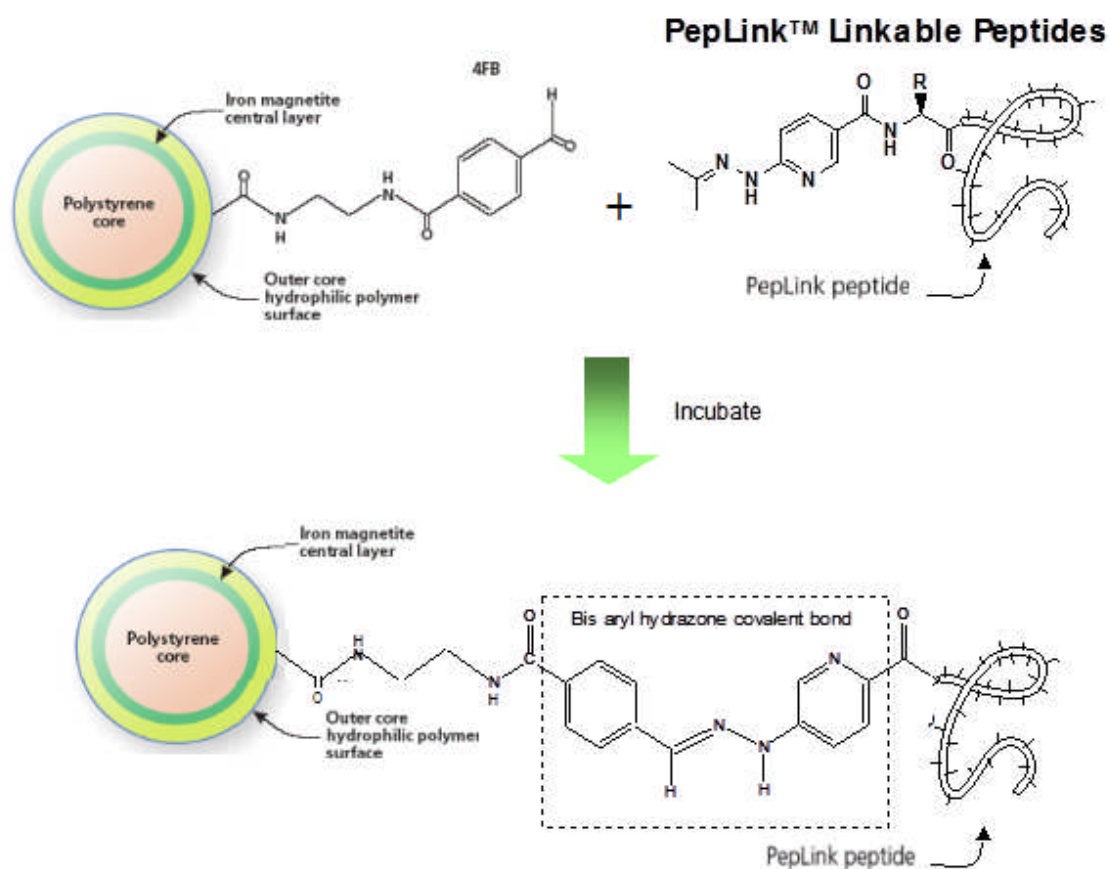 PepLink™ Linkable Peptides
4FB
Iron magnetite
central layer
Polystyrene
core
Outer core
hydrophilic polymer
surface
H
O
O
N
H
H
N
O
+
O
R
N
H
O
N
N
H
N
PepLink peptide
Incubate
Iron magnetite
central layer
Polystyrene
core
Outer core
hydrophilic polymer
surface
Bis aryl hydrazone covalent bond
O
H
N
O
C
N
H
N
N
H
H
N
O
PepLink peptide